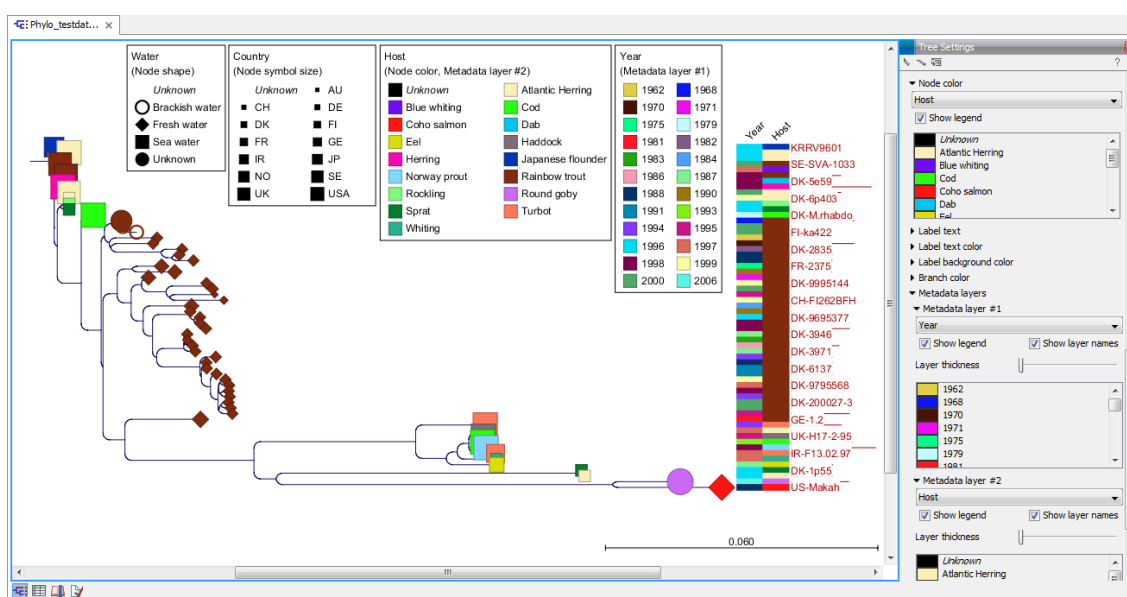 Phylo_testdat...
Water
(Node shape)
Unknown
Brackish water
Fresh water
Sea water
Unknown
Country
(Node symbol size)
Unknown
AU
CH
DE
DK
FI
FR
GE
IR
JP
NO
SE
UK
USA
Host
(Node color, Metadata layer #2)
Unknown
Atlantic Herring
Blue whiting
Cod
Coho salmon
Dab
Eel
Haddock
Herring
Japanese flounder
Norway prout
Rainbow trout
Rockling
Round goby
Sprat
Turbot
Whiting
Year
(Metadata layer #1)
1962
1968
1970
1971
1975
1979
1981
1982
1983
1984
1986
1987
1988
1990
1991
1993
1994
1995
1996
1997
1998
1999
2000
2006
Year
Host
KRRV9601
SE-SVA-1033
DK-5e59
DK-6p403
DK-M.rhabdo
FI-ka422
DK-2835
FR-2375
DK-9995144
CH-FI262BFH
DK-9695377
DK-3946
DK-3971
DK-6137
DK-9795568
DK-200027-3
GE-1.2
UK-H17-2-95
IR-F13.02.97
DK-1p55
US-Makah
0.060
Tree Settings
?
Node color
Host
Show legend
Unknown
Atlantic Herring
Blue whiting
Cod
Coho salmon
Dab
Eel
Label text
Label text color
Label background color
Branch color
Metadata layers
Metadata layer #1
Year
Show legend
Show layer names
Layer thickness
1962
1968
1970
1971
1975
1979
1981
Metadata layer #2
Host
Show legend
Show layer names
Layer thickness
Unknown
Atlantic Herring